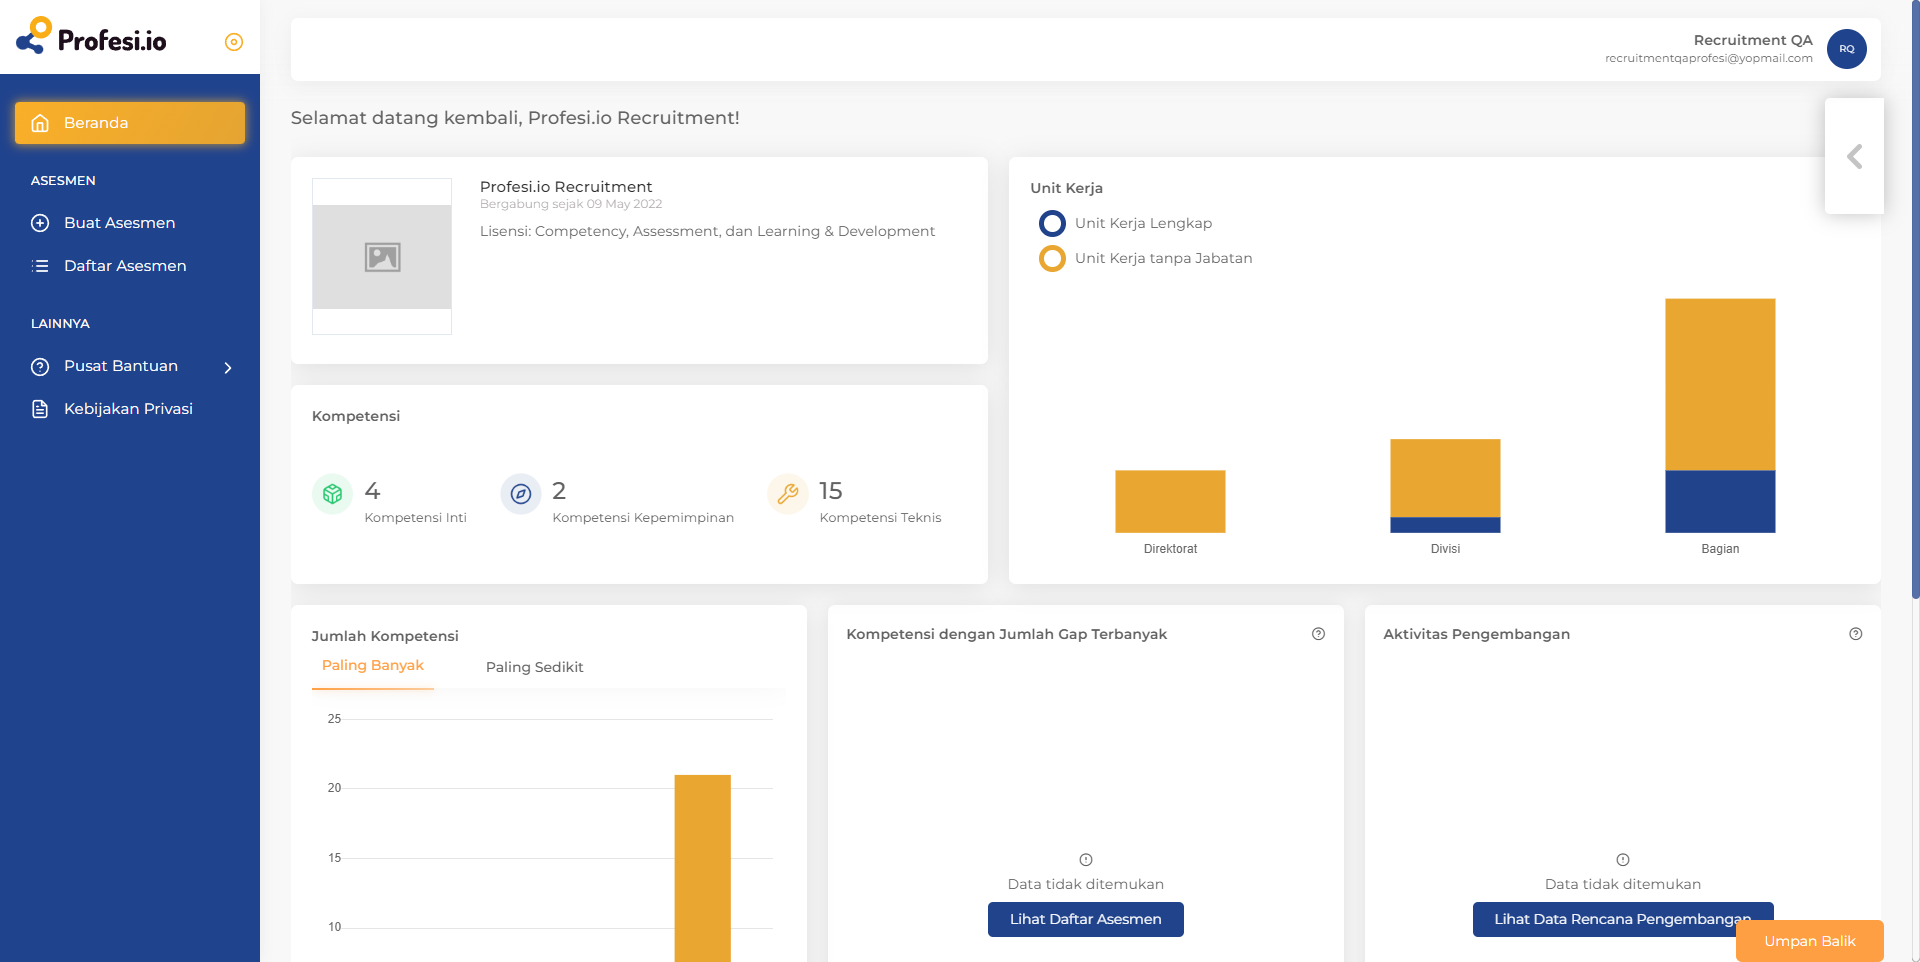 Profesi.io
Beranda
ASESMEN
Buat Asesmen
Daftar Asesmen
LAINNYA
Pusat Bantuan
Kebijakan Privasi
Recruitment QA
recruitmentqaprofesi@yopmail.com
RQ
Selamat datang kembali, Profesi.io Recruitment!
Profesi.io Recruitment
Bergabung sejak 09 May 2022
Lisensi: Competency, Assessment, dan Learning & Development
Kompetensi
4
Kompetensi Inti
2
Kompetensi Kepemimpinan
15
Kompetensi Teknis
Unit Kerja
Unit Kerja Lengkap
Unit Kerja tanpa Jabatan
Direktorat
Divisi
Bagian
Jumlah Kompetensi
Paling Banyak
Paling Sedikit
25
20
15
10
Kompetensi dengan Jumlah Gap Terbanyak
Data tidak ditemukan
Lihat Daftar Asesmen
Aktivitas Pengembangan
Data tidak ditemukan
Lihat Data Rencana Pengembangan
Umpan Balik